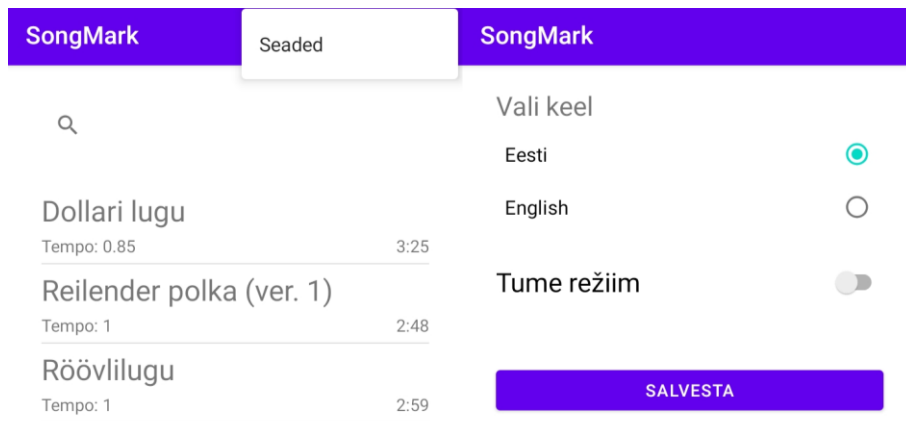 SongMark
Seaded
Dollari lugu
Tempo: 0.85
3:25
Reilender polka (ver. 1)
Tempo: 1
2:48
Röövlilugu
Tempo: 1
2:59
SongMark
Vali keel
Eesti
English
Tume režiim
SALVESTA